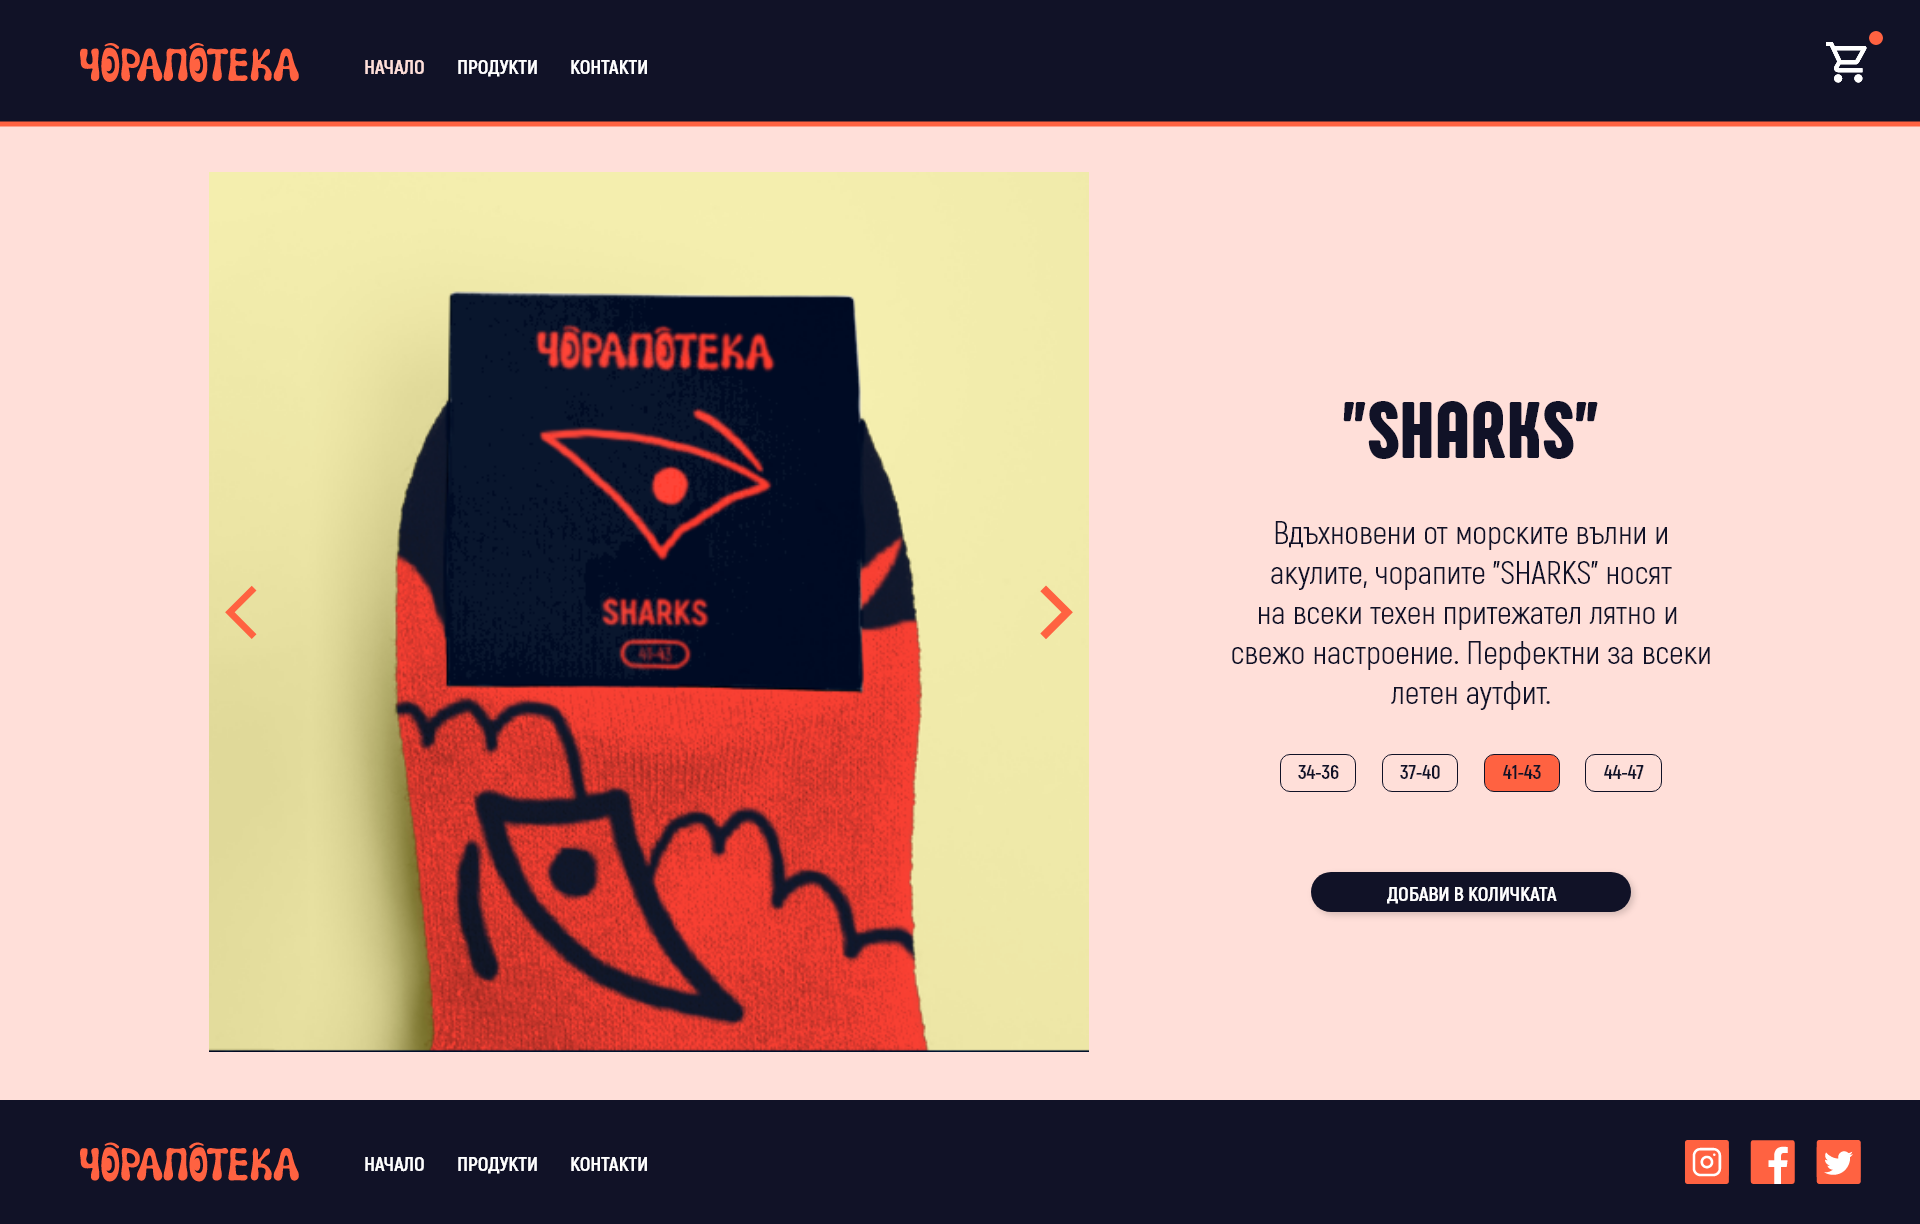 ЧОРАПОТЕКА
НАЧАЛО ПРОДУКТИ КОНТАКТИ
ЧОРАПОТЕКА
SHARKS
41-43
"SHARKS"
Вдъхновени от морските вълни и
акулите, чорапите "SHARKS" носят
на всеки техен притежател лятно и
свежо настроение. Перфектни за всеки
летен аутфит.
34-36 37-40 41-43 44-47
ДОБАВИ В КОЛИЧКАТА
ЧОРАПОТЕКА
НАЧАЛО ПРОДУКТИ КОНТАКТИ